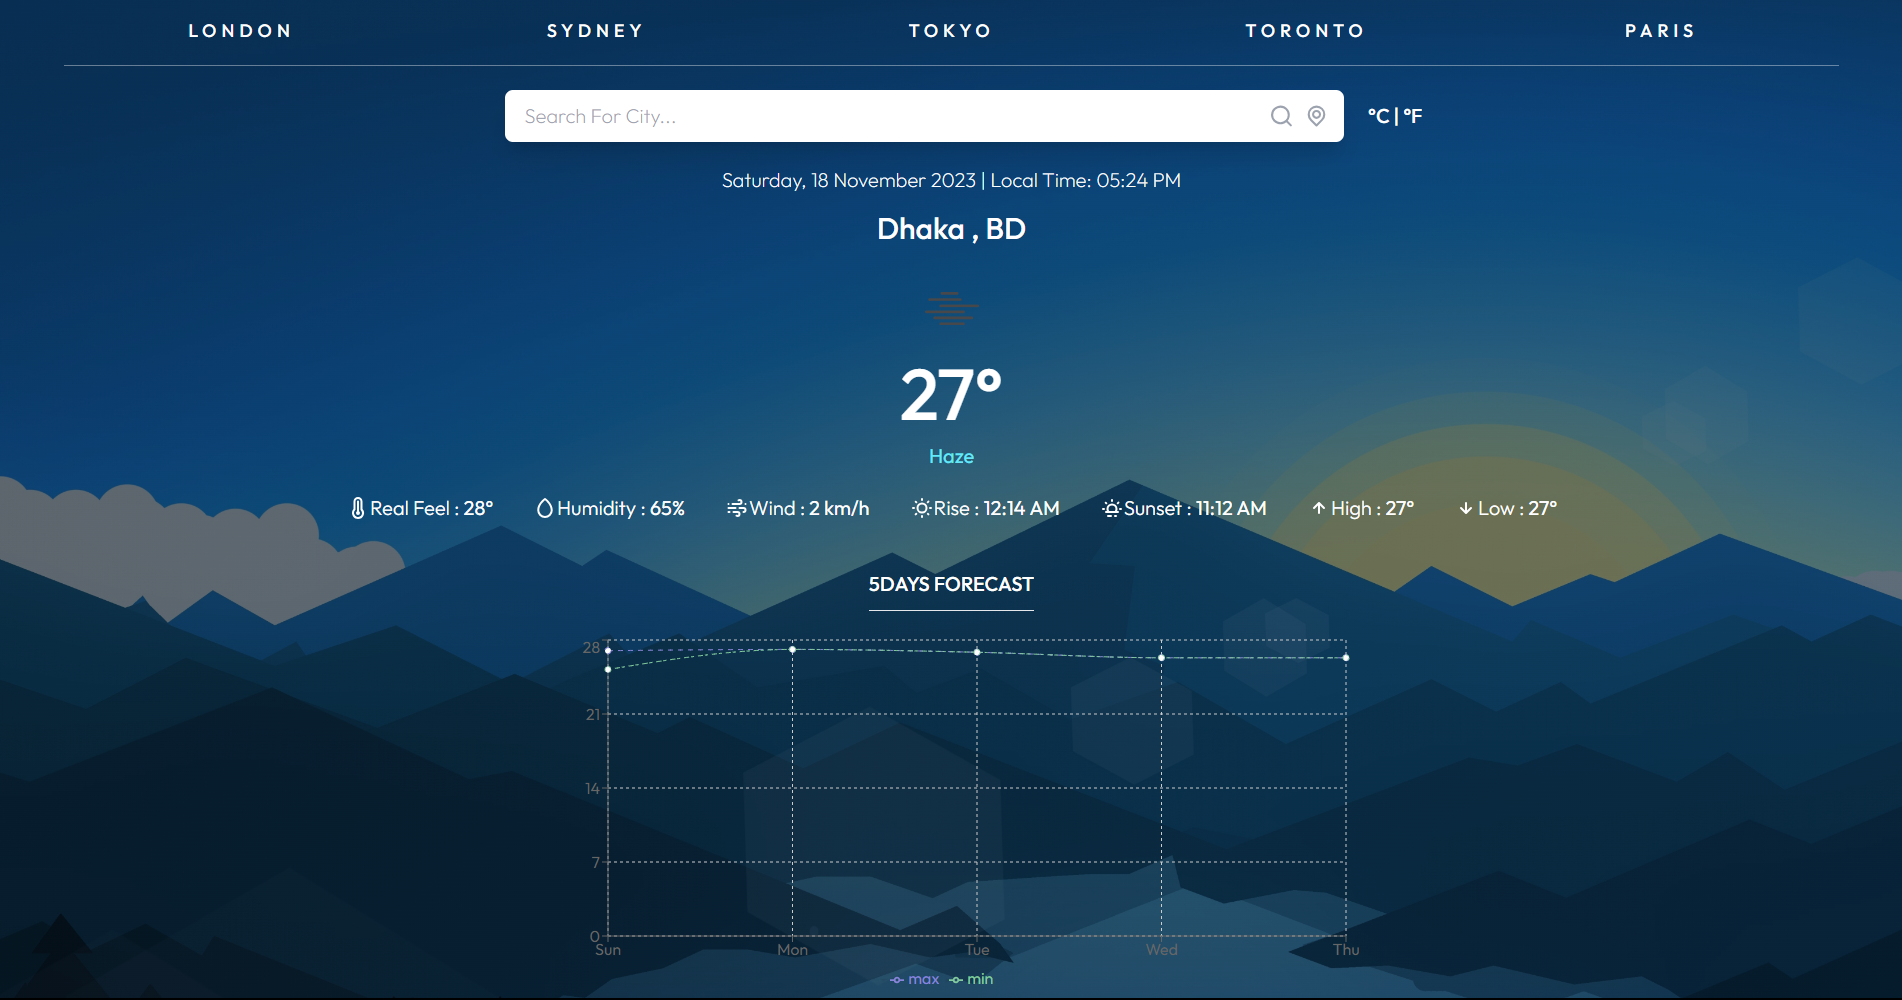 LONDON SYDNEY TOKYO TORONTO PARIS
Search For City... °C | °F
Saturday, 18 November 2023 | Local Time: 05:24 PM
Dhaka , BD
27°
Haze
Real Feel : 28° Humidity : 65% Wind : 2 km/h Rise : 12:14 AM Sunset : 11:12 AM High : 27° Low : 27°
5DAYS FORECAST
28
21
14
7
0
Sun Mon Tue Wed Thu
max min